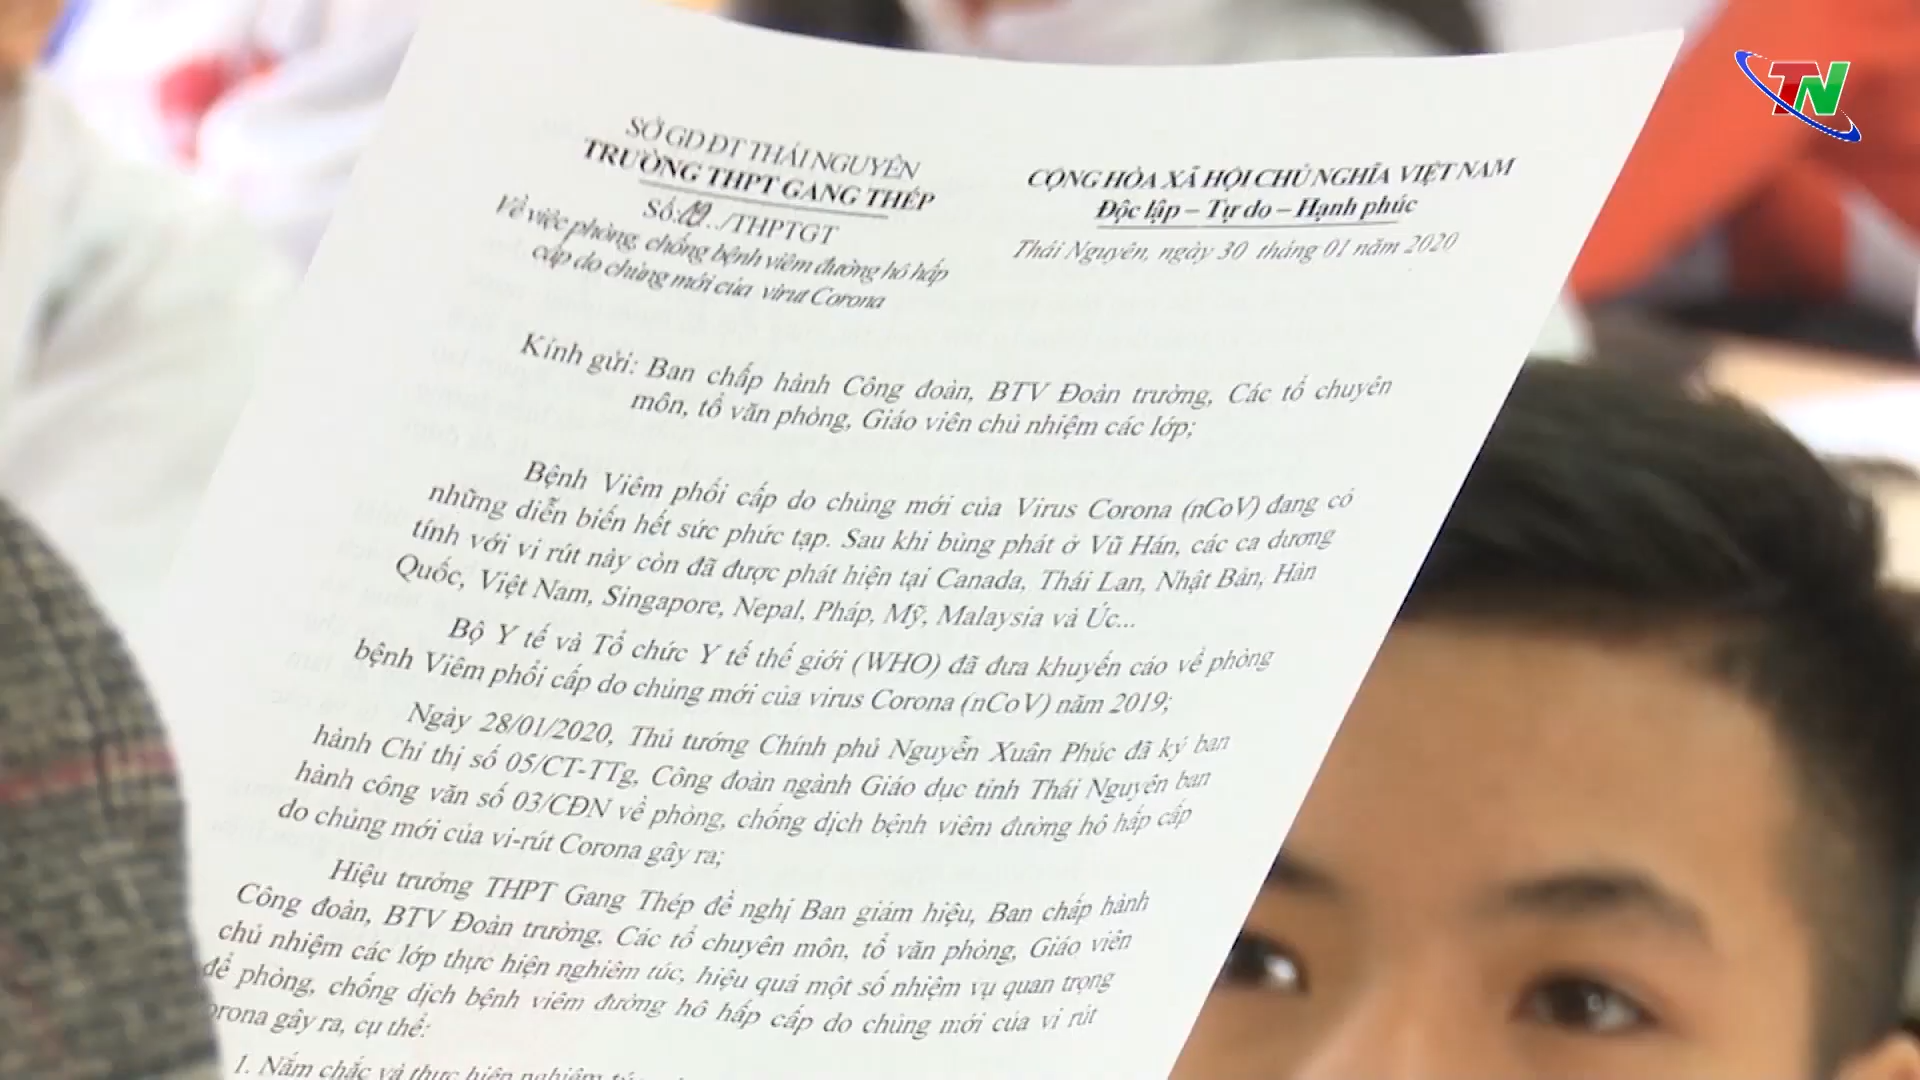 TN
SỞ GD ĐT THÁI NGUYÊN
TRƯỜNG THPT GANG THÉP
Số: /THPTGT
Về việc phòng, chống bệnh viêm đường hô hấp
cấp do chủng mới của virut Corona
CỘNG HÒA XÃ HỘI CHỦ NGHĨA VIỆT NAM
Độc lập – Tự do – Hạnh phúc
Thái Nguyên, ngày 30 tháng 01 năm 2020
Kính gửi: Ban chấp hành Công đoàn, BTV Đoàn trường, Các tổ chuyên
môn, tổ văn phòng, Giáo viên chủ nhiệm các lớp;
Bệnh Viêm phổi cấp do chủng mới của Virus Corona (nCoV) đang có
những diễn biến hết sức phức tạp. Sau khi bùng phát ở Vũ Hán, các ca dương
tính với vi rút này còn đã được phát hiện tại Canada, Thái Lan, Nhật Bản, Hàn
Quốc, Việt Nam, Singapore, Nepal, Pháp, Mỹ, Malaysia và Úc...
Bộ Y tế và Tổ chức Y tế thế giới (WHO) đã đưa khuyến cáo về phòng
bệnh Viêm phổi cấp do chủng mới của virus Corona (nCoV) năm 2019;
Ngày 28/01/2020, Thủ tướng Chính phủ Nguyễn Xuân Phúc đã ký ban
hành Chỉ thị số 05/CT-TTg, Công đoàn ngành Giáo dục tỉnh Thái Nguyên ban
hành công văn số 03/CĐN về phòng, chống dịch bệnh viêm đường hô hấp cấp
do chủng mới của vi-rút Corona gây ra;
Hiệu trưởng THPT Gang Thép đề nghị Ban giám hiệu, Ban chấp hành
Công đoàn, BTV Đoàn trường, Các tổ chuyên môn, tổ văn phòng, Giáo viên
chủ nhiệm các lớp thực hiện nghiêm túc, hiệu quả một số nhiệm vụ quan trọng
để phòng, chống dịch bệnh viêm đường hô hấp cấp do chủng mới của vi rút
orona gây ra, cụ thể:
1. Nắm chắc và thực hiện nghiêm